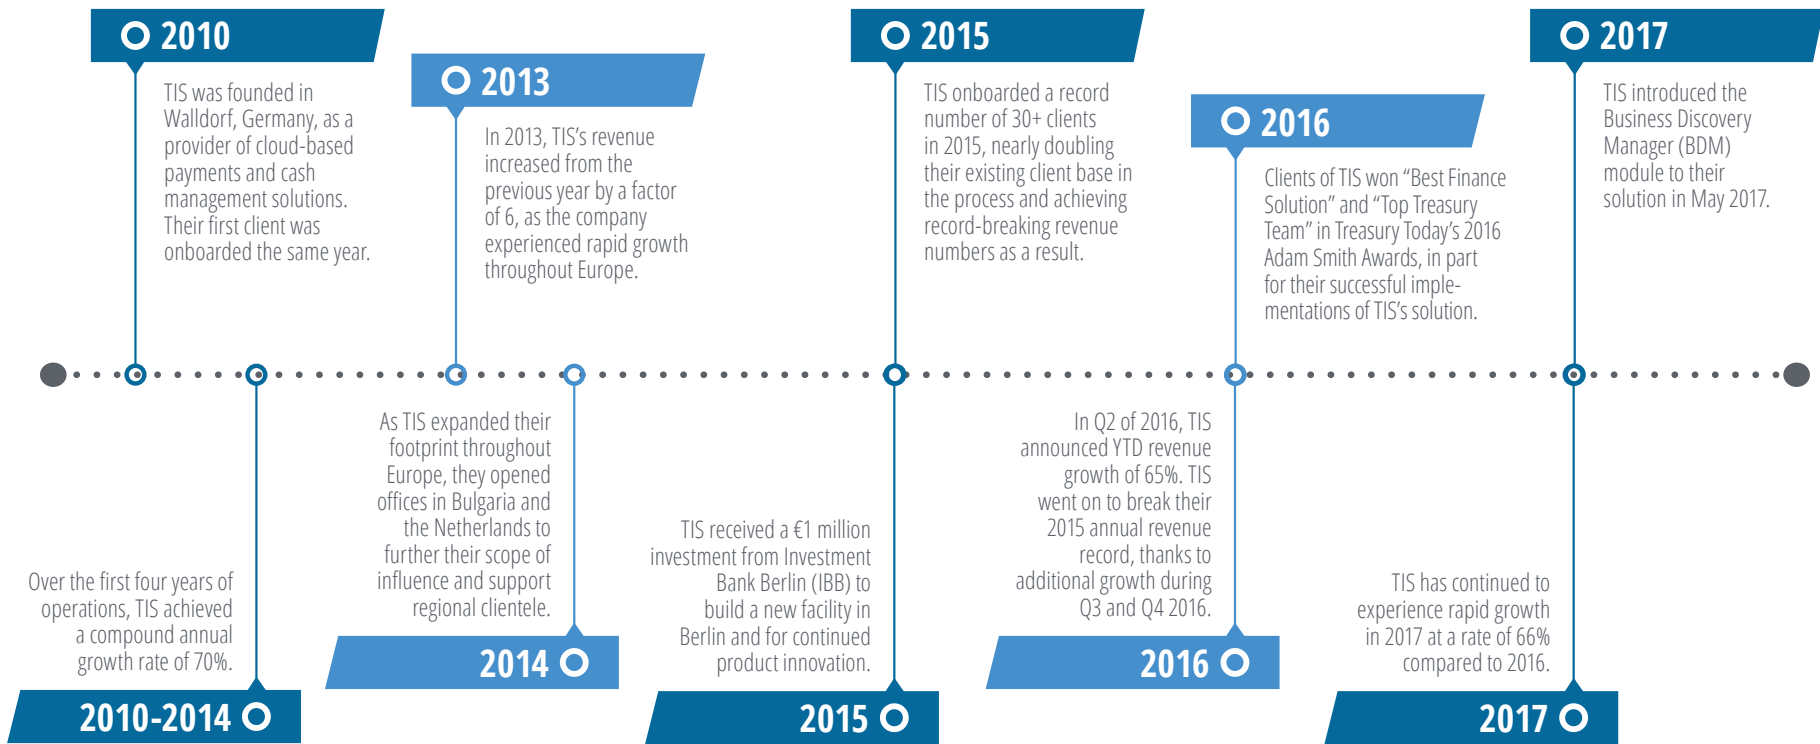 2010
TIS was founded in
Walldorf, Germany, as a
provider of cloud-based
payments and cash
management solutions.
Their first client was
onboarded the same year.
2013
In 2013, TIS’s revenue
increased from the
previous year by a factor
of 6, as the company
experienced rapid growth
throughout Europe.
2015
TIS onboarded a record
number of 30+ clients
in 2015, nearly doubling
their existing client base in
the process and achieving
record-breaking revenue
numbers as a result.
2016
Clients of TIS won “Best Finance
Solution” and “Top Treasury
Team” in Treasury Today’s 2016
Adam Smith Awards, in part
for their successful imple-
mentations of TIS’s solution.
2017
TIS introduced the
Business Discovery
Manager (BDM)
module to their
solution in May 2017.
Over the first four years of
operations, TIS achieved
a compound annual
growth rate of 70%.
2010-2014
As TIS expanded their
footprint throughout
Europe, they opened
offices in Bulgaria and
the Netherlands to
further their scope of
influence and support
regional clientele.
2014
TIS received a €1 million
investment from Investment
Bank Berlin (IBB) to
build a new facility in
Berlin and for continued
product innovation.
2015
In Q2 of 2016, TIS
announced YTD revenue
growth of 65%. TIS
went on to break their
2015 annual revenue
record, thanks to
additional growth during
Q3 and Q4 2016.
2016
TIS has continued to
experience rapid growth
in 2017 at a rate of 66%
compared to 2016.
2017